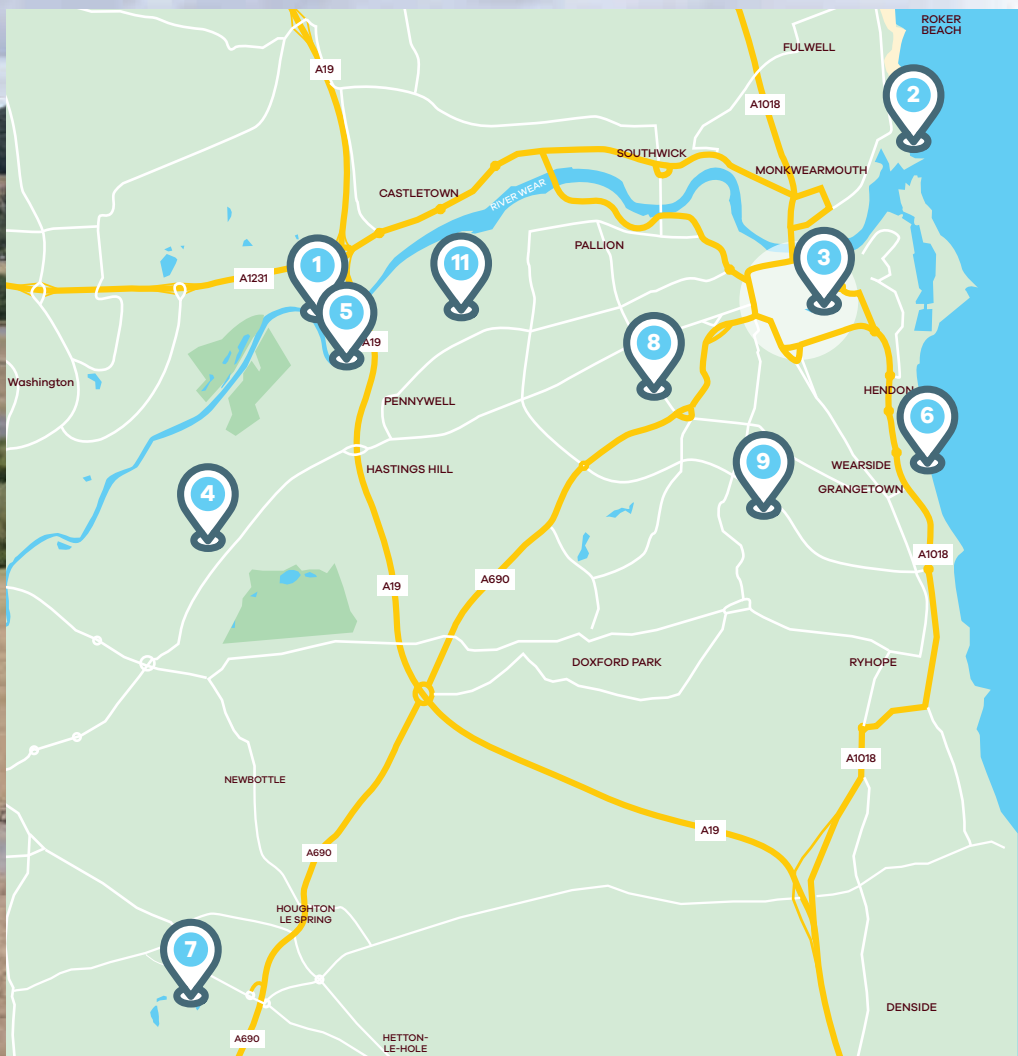 ROKER
BEACH
FULWELL
A19
2
A1018
SOUTHWICK
MONKWEARMOUTH
CASTLETOWN
RIVER WEAR
PALLION
1
11
3
A1231
5
A19
8
Washington
HENDON
PENNYWELL
6
9
WEARSIDE
HASTINGS HILL
GRANGETOWN
4
A1018
A19
A690
DOXFORD PARK
RYHOPE
A1018
NEWBOTTLE
A19
A690
HOUGHTON
LE SPRING
7
DENSIDE
A690
HETTON-
LE-HOLE